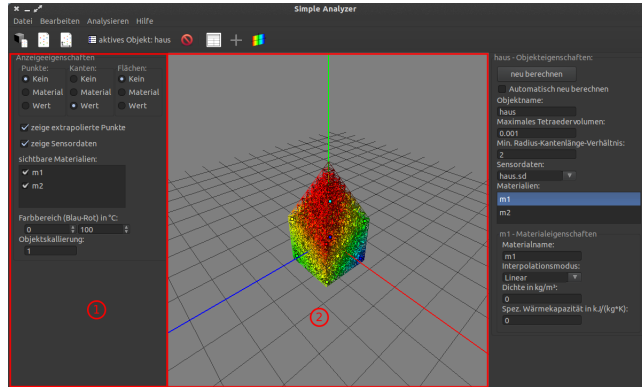 Simple Analyzer
Datei Bearbeiten Analysieren Hilfe
aktives Objekt: haus
Anzeigeeigenschaften
Punkte: Kanten: Flächen:
Kein Kein Kein
Material Material Material
Wert Wert Wert
zeige extrapolierte Punkte
zeige Sensordaten
sichtbare Materialien:
m1
m2
Farbbereich (Blau-Rot) in °C:
0 100
Objektskallierung:
1
1
2
haus - Objekteigenschaften:
neu berechnen
Automatisch neu berechnen
Objektname:
haus
Maximales Tetraedervolumen:
0.001
Min. Radius-Kantenlänge-Verhältnis:
2
Sensordaten:
haus.sd
Materialien:
m1
m2
m1 - Materialeigenschaften
Materialname:
m1
Interpolationsmodus:
Linear
Dichte in kg/m³:
0
Spez. Wärmekapazität in kJ/(kg*K):
0